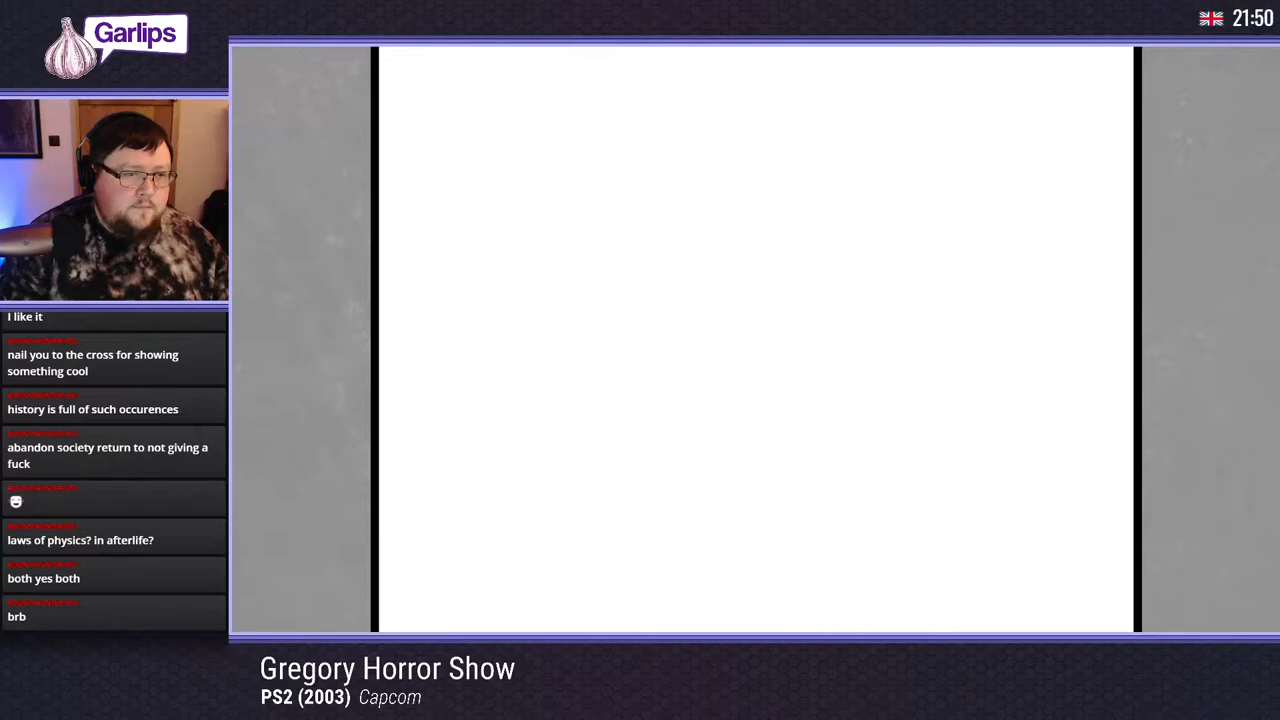 Garlips
21:50
I like it
nail you to the cross for showing
something cool
history is full of such occurences
abandon society return to not giving a
fuck
laws of physics? in afterlife?
both yes both
brb
Gregory Horror Show
PS2 (2003) Capcom